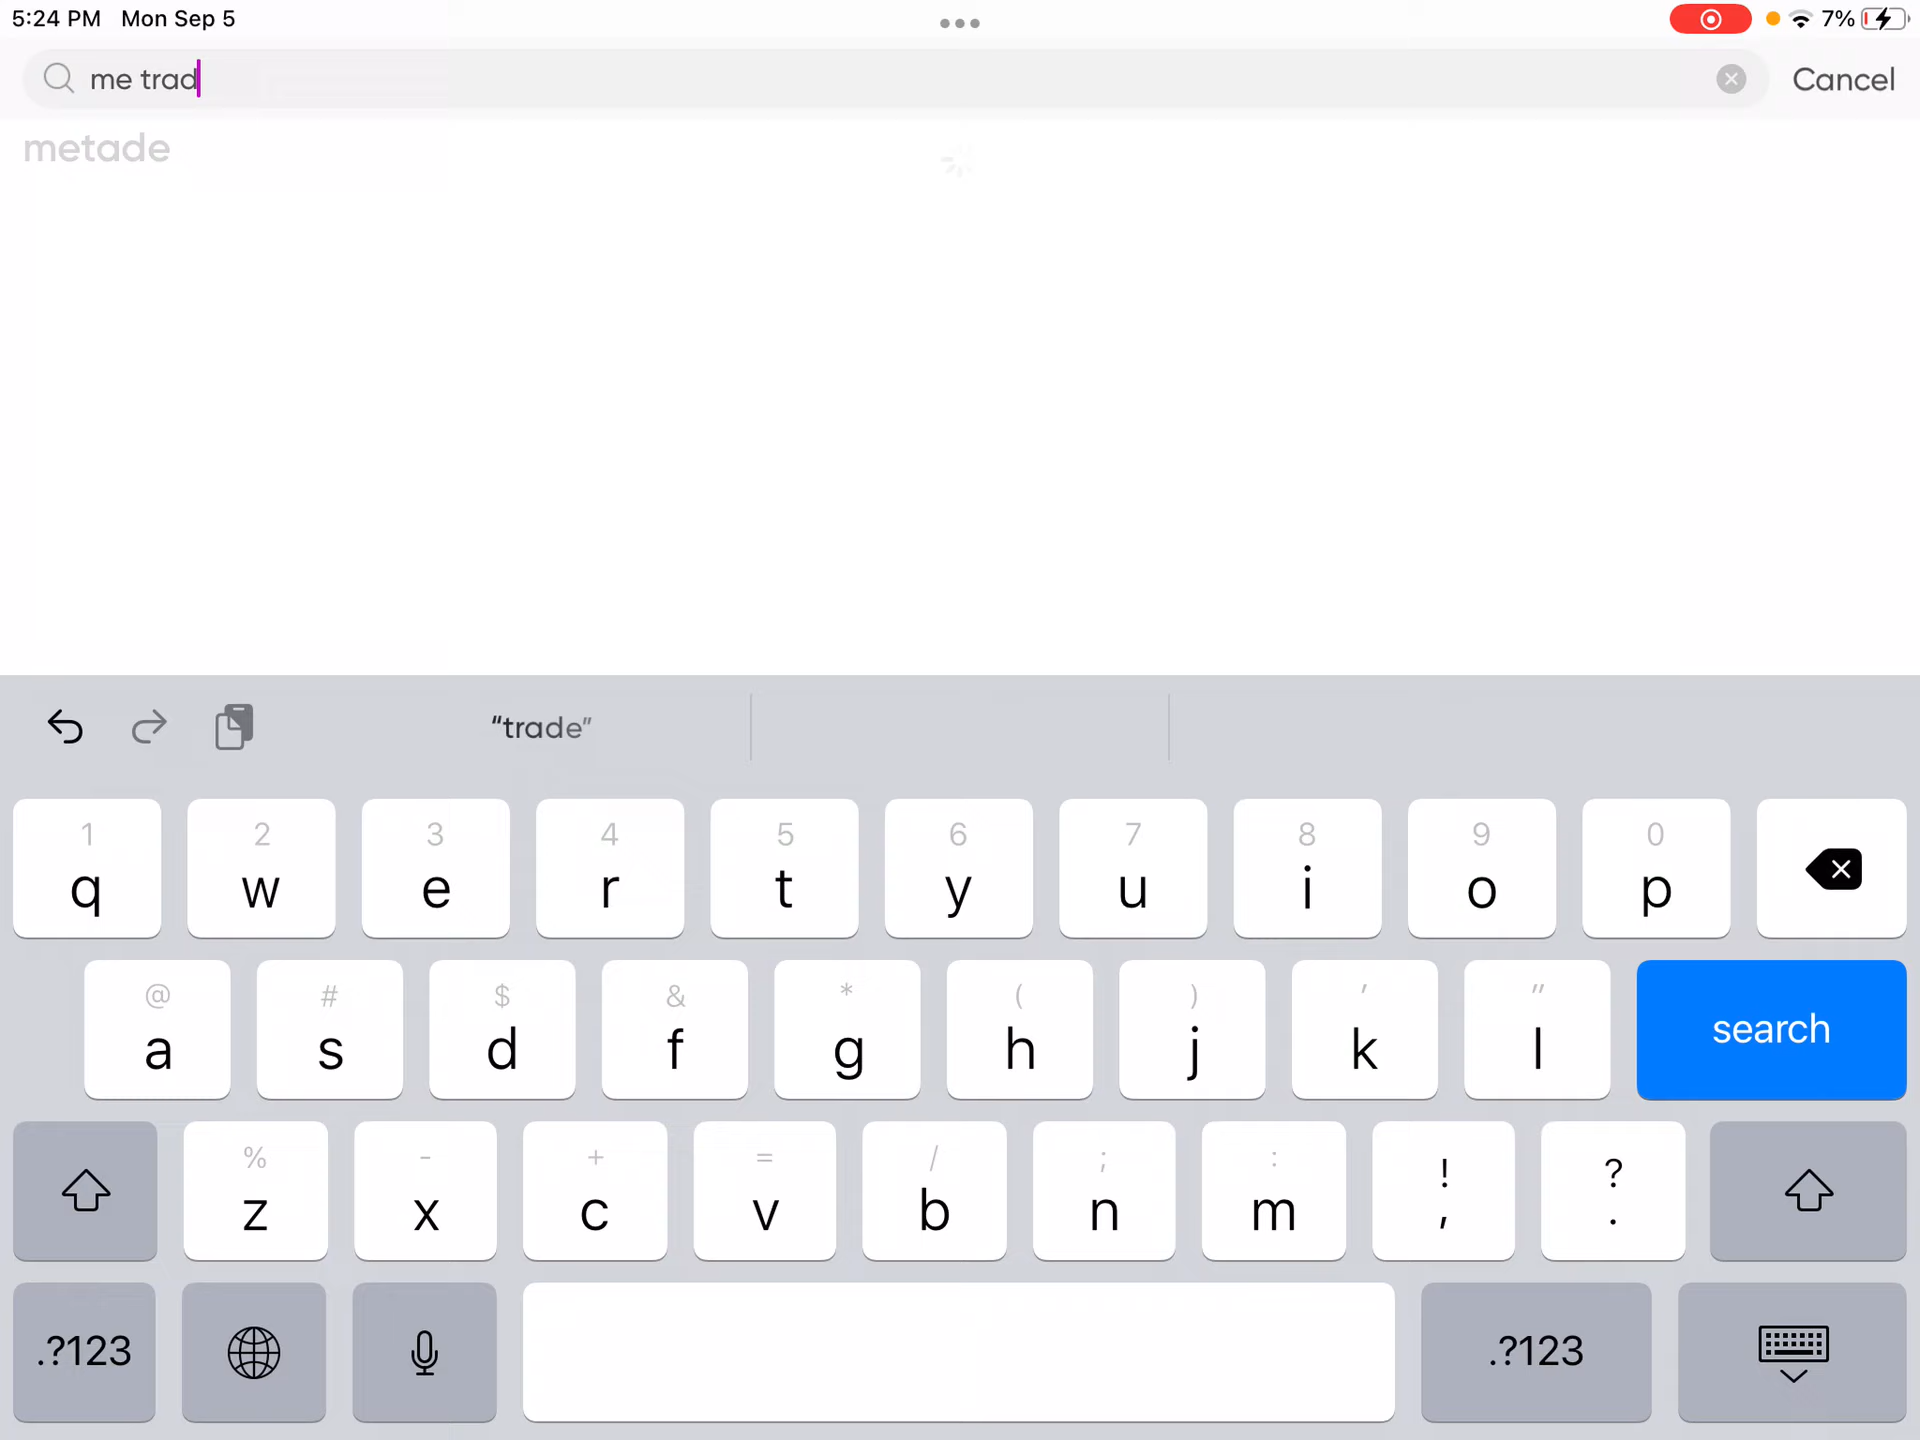 5:24 PM Mon Sep 5
7%
me trad
Cancel
metade
“trade”
1 2 3 4 5 6 7 8 9 0
q w e r t y u i o p
@ # $ & * ( ) ' "
a s d f g h j k l
search
% - + = / ; : ! ?
z x c v b n m , .
.?123 .?123